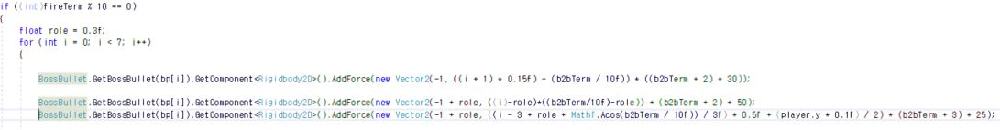 if ((int)fireTerm % 10 == 0)
{
float role = 0.3f;
for (int i = 0; i < 7; i++)
{
BossBullet.GetBossBullet(bp[i]).GetComponent<Rigidbody2D>().AddForce(new Vector2(-1, ((i + 1) * 0.15f) - (b2bTerm / 10f)) * ((b2bTerm + 2) * 30));
BossBullet.GetBossBullet(bp[i]).GetComponent<Rigidbody2D>().AddForce(new Vector2(-1 + role, ((i)-role)*((b2bTerm/10f)-role)) * (b2bTerm + 2) * 50);
BossBullet.GetBossBullet(bp[i]).GetComponent<Rigidbody2D>().AddForce(new Vector2(-1 + role, ((i - 3 + role * Mathf.Acos(b2bTerm / 10f)) / 3f) * 0.5f + (player.y + 0.1f) / 2) * (b2bTerm + 3) * 25);